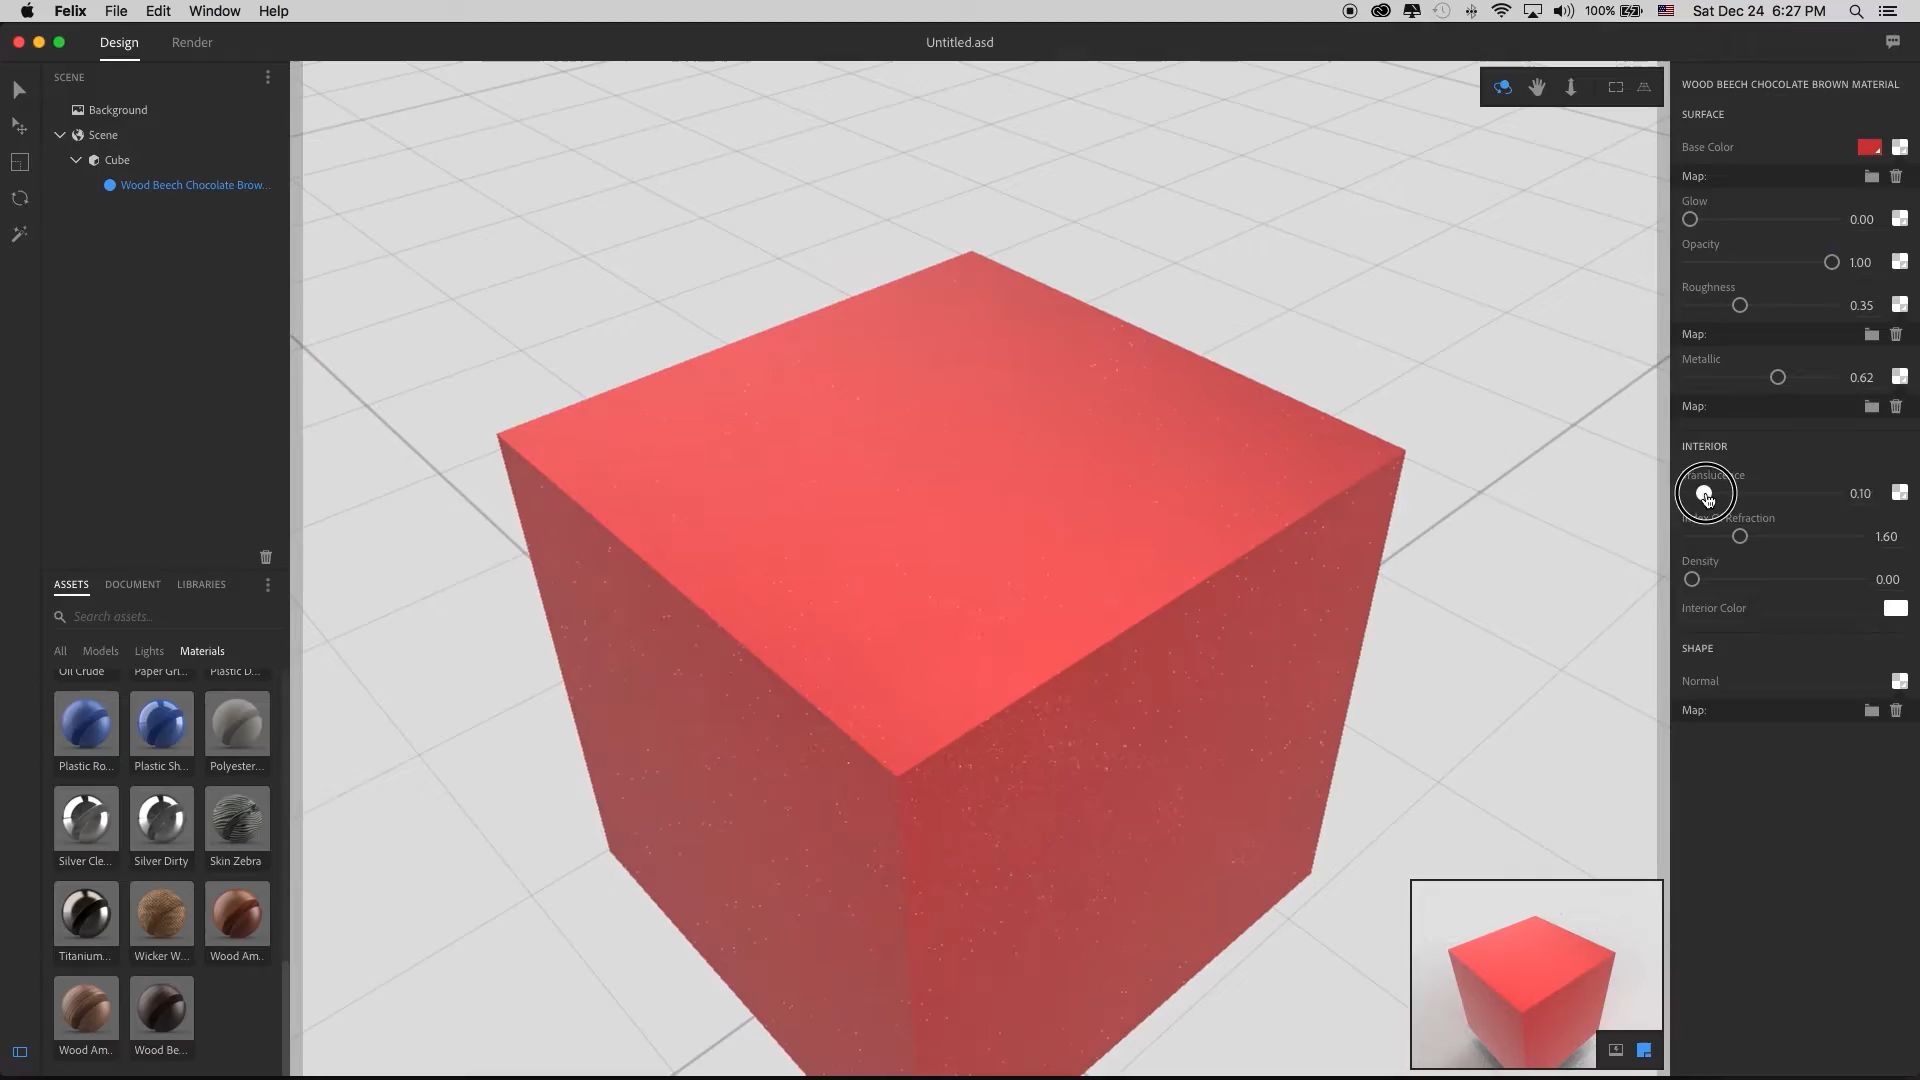 Felix File Edit Window Help 100% Sat Dec 24 6:27 PM
Design Render Untitled.asd
SCENE
Background
Scene
Cube
Wood Beech Chocolate Brow...
ASSETS DOCUMENT LIBRARIES
Search assets..
All Models Lights Materials
Oil Crude Paper Gri... Plastic D...
Plastic Ro... Plastic Sh... Polyester...
Silver Cle... Silver Dirty Skin Zebra
Titanium... Wicker W... Wood Am..
Wood Am.. Wood Be...
WOOD BEECH CHOCOLATE BROWN MATERIAL
SURFACE
Base Color
Map:
Glow
0.00
Opacity
1.00
Roughness
0.35
Map:
Metallic
0.62
Map:
INTERIOR
0.10
Refraction
1.60
Density
0.00
Interior Color
SHAPE
Normal
Map: